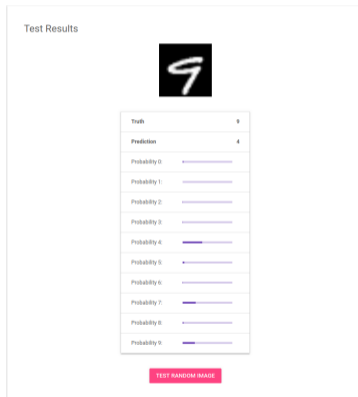 Test Results
9
Truth 9
Prediction 4
Probability 0:
Probability 1:
Probability 2:
Probability 3:
Probability 4:
Probability 5:
Probability 6:
Probability 7:
Probability 8:
Probability 9:
TEST RANDOM IMAGE